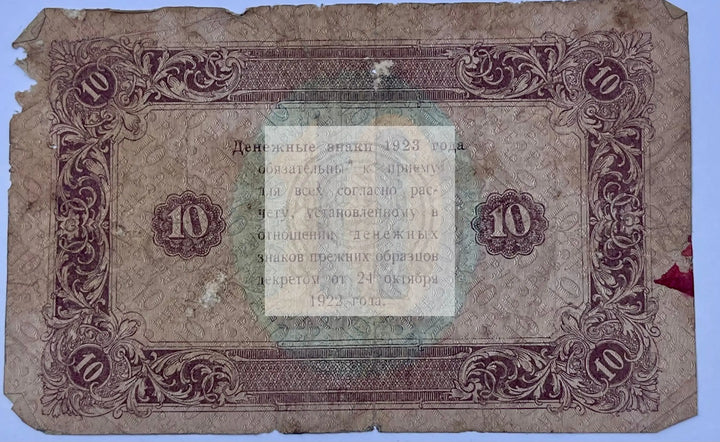 10 10
Денежные знаки 1923 года
обязательны к приему
для всех согласно рас-
чету, установленному в
отношении денежных
знаков прежних образцов
декретом от 24 октября
1922 года.
10 10
10 10